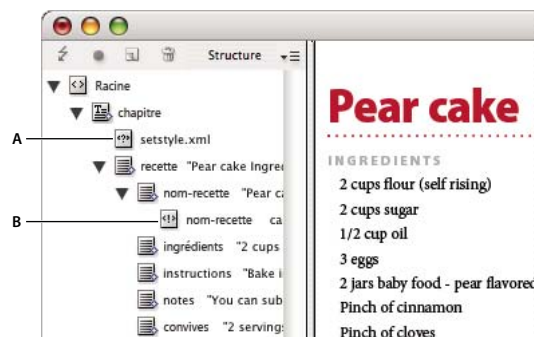 Structure
Racine
chapitre
A
setstyle.xml
recette "Pear cake Ingre
nom-recette "Pear ca
B
nom-recette ca
ingrédients "2 cups
instructions "Bake i
notes "You can sub
convives "2 serving
Pear cake
INGREDIENTS
2 cups flour (self rising)
2 cups sugar
1/2 cup oil
3 eggs
2 jars baby food - pear flavored
Pinch of cinnamon
Pinch of cloves